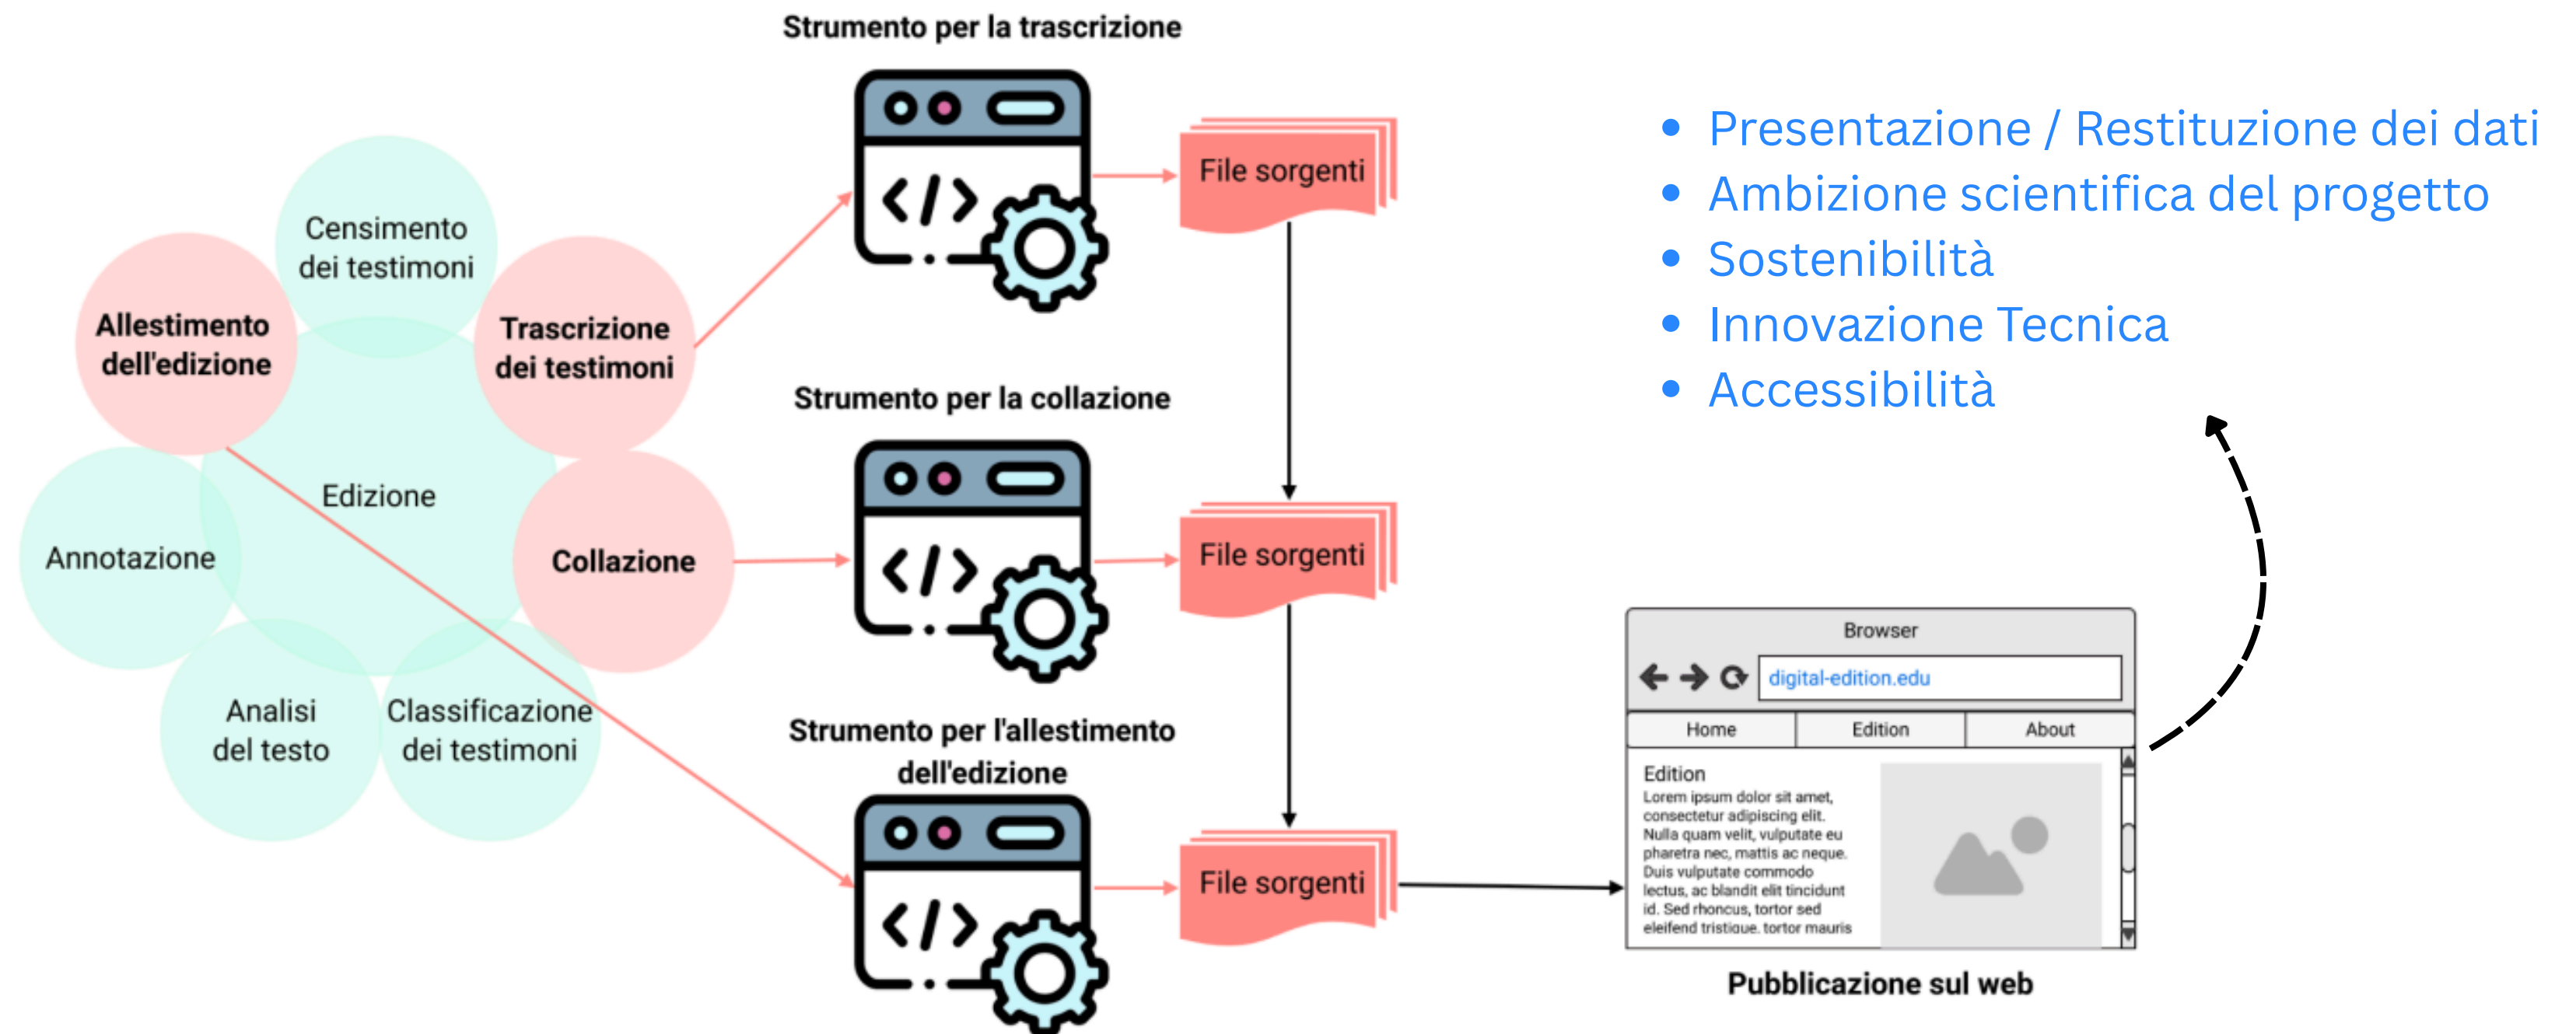 Strumento per la trascrizione
File sorgenti
Censimento
dei testimoni
Allestimento
dell'edizione
Trascrizione
dei testimoni
Edizione
Annotazione
Collazione
Analisi
del testo
Classificazione
dei testimoni
Strumento per la collazione
File sorgenti
Strumento per l'allestimento
dell'edizione
File sorgenti
• Presentazione / Restituzione dei dati
• Ambizione scientifica del progetto
• Sostenibilità
• Innovazione Tecnica
• Accessibilità
Browser
digital-edition.edu
Home
Edition
About
Edition
Lorem ipsum dolor sit amet,
consectetur adipiscing elit.
Nulla quam velit, vulputate eu
pharetra nec, mattis ac neque.
Duis vulputate commodo
lectus, ac blandit elit tincidunt
id. Sed rhoncus, tortor sed
eleifend tristique, tortor mauris
Pubblicazione sul web